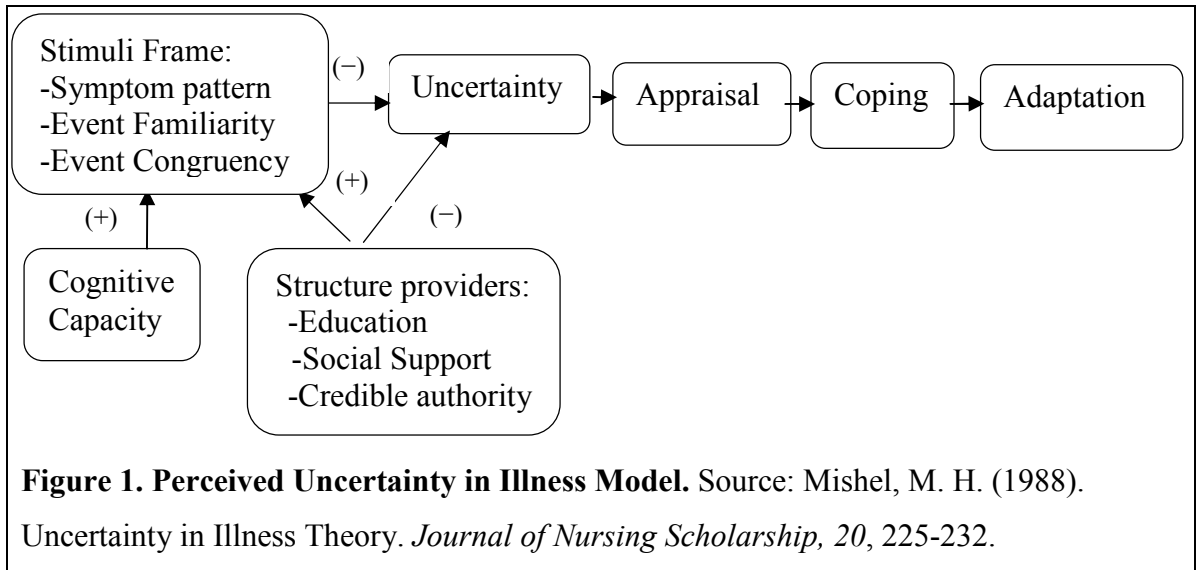 Stimuli Frame:
-Symptom pattern
-Event Familiarity
-Event Congruency
(−)
Uncertainty
Appraisal
Coping
Adaptation
(+)
(+)
(−)
Cognitive
Capacity
Structure providers:
-Education
-Social Support
-Credible authority
Figure 1. Perceived Uncertainty in Illness Model. Source: Mishel, M. H. (1988).
Uncertainty in Illness Theory. Journal of Nursing Scholarship, 20, 225-232.